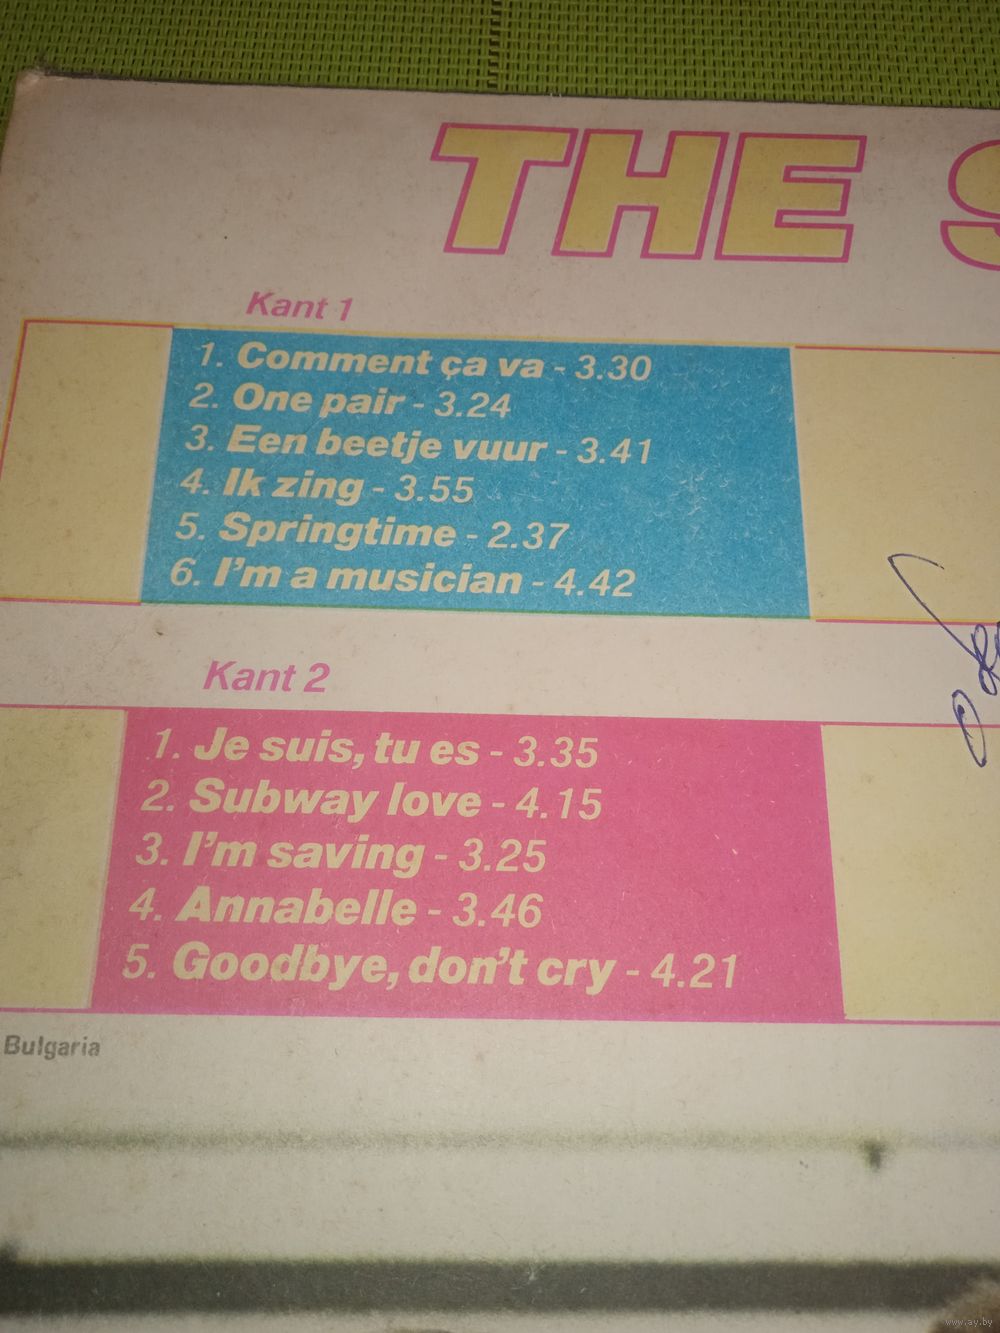 THE S
Kant 1
1. Comment ça va - 3.30
2. One pair - 3.24
3. Een beetje vuur - 3.41
4. Ik zing - 3.55
5. Springtime - 2.37
6. I'm a musician - 4.42
Kant 2
1. Je suis, tu es - 3.35
2. Subway love - 4.15
3. I'm saving - 3.25
4. Annabelle - 3.46
5. Goodbye, don't cry - 4.21
Bulgaria
www.ay.by